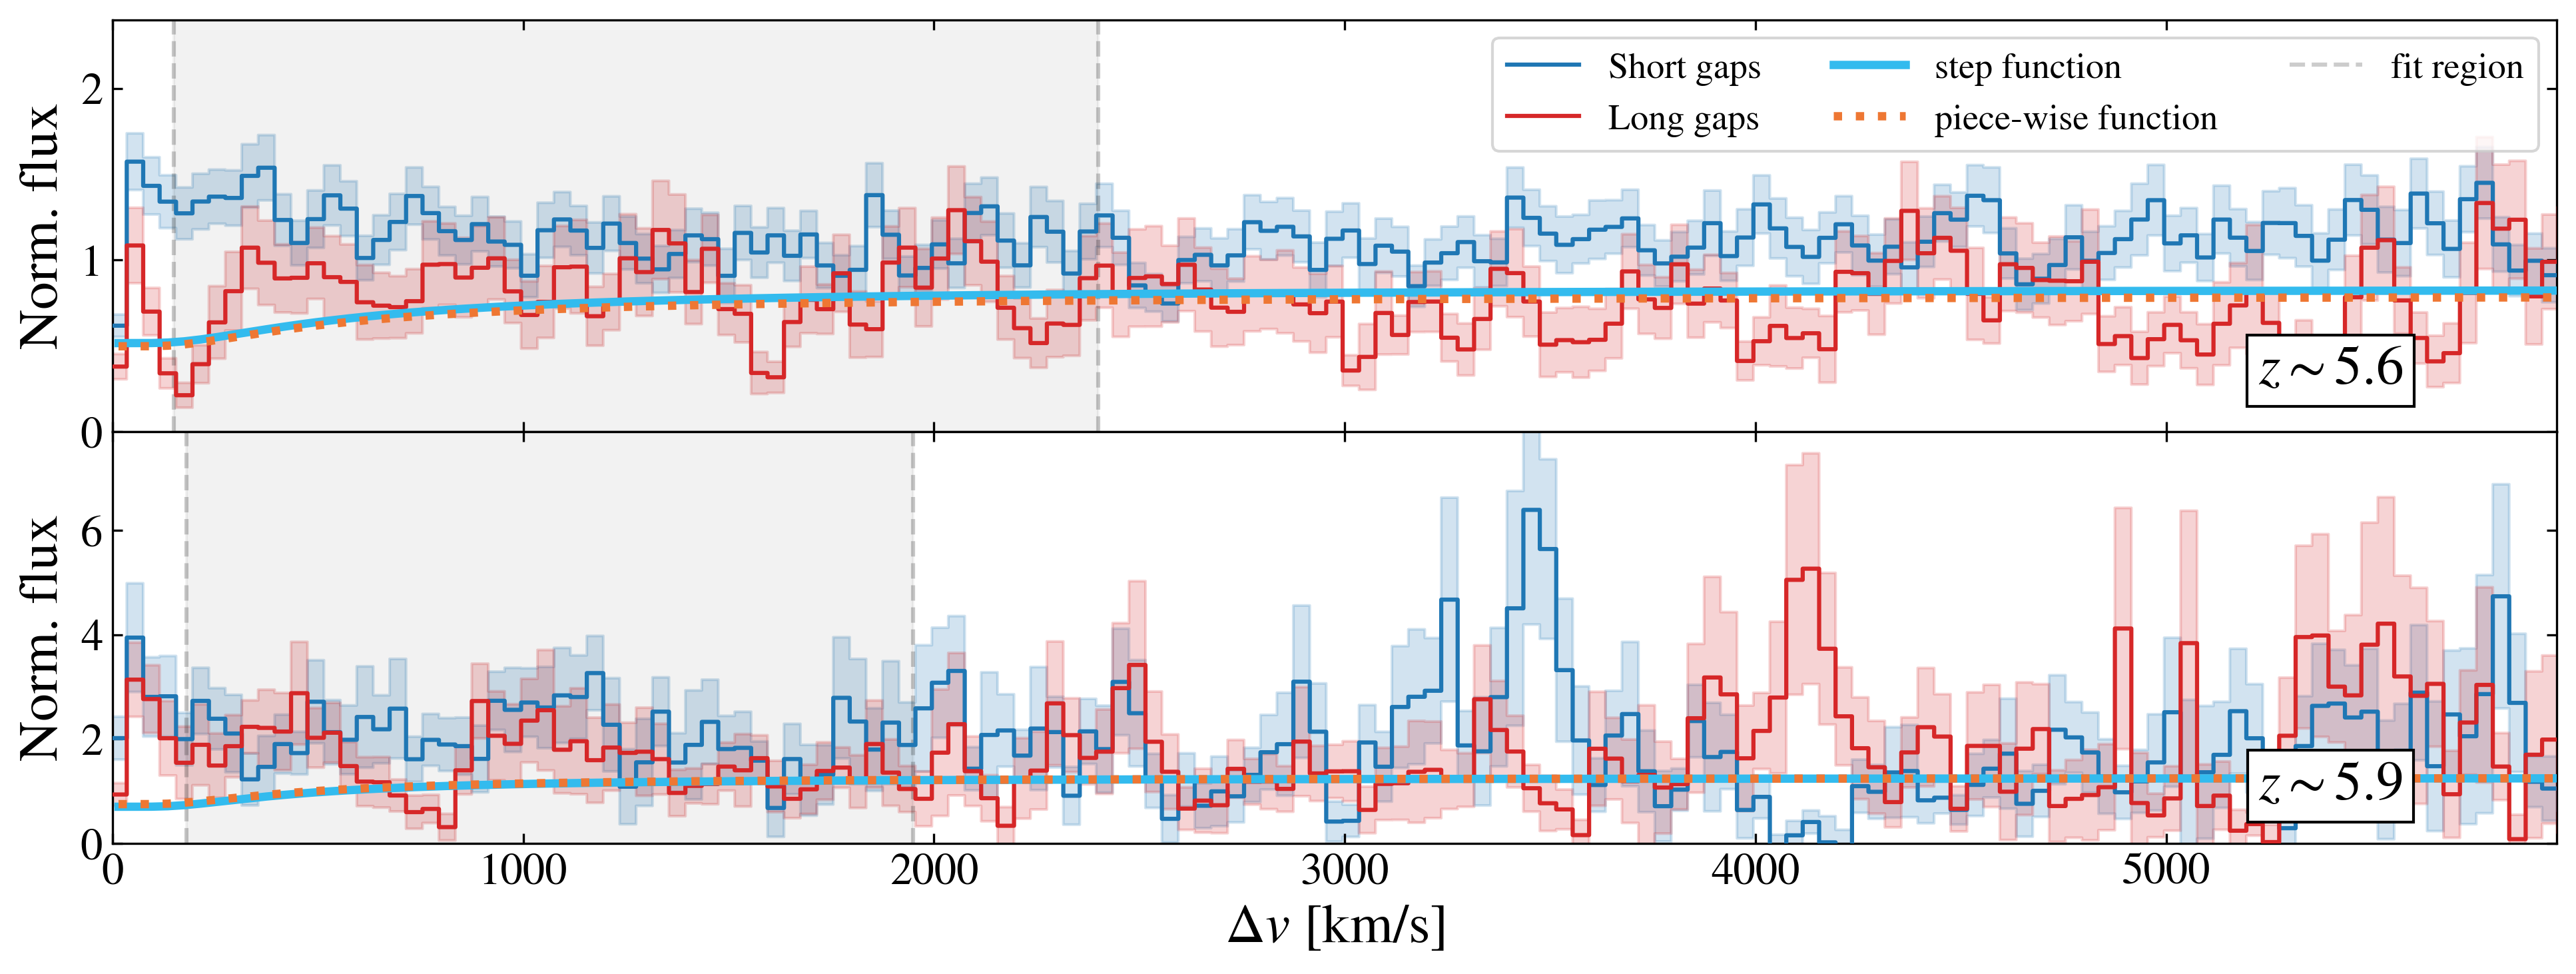 Norm. flux
2
1
0
Short gaps
Long gaps
step function
piece-wise function
fit region
z ~ 5.6
Norm. flux
6
4
2
0
z ~ 5.9
0 1000 2000 3000 4000 5000
Δv [km/s]